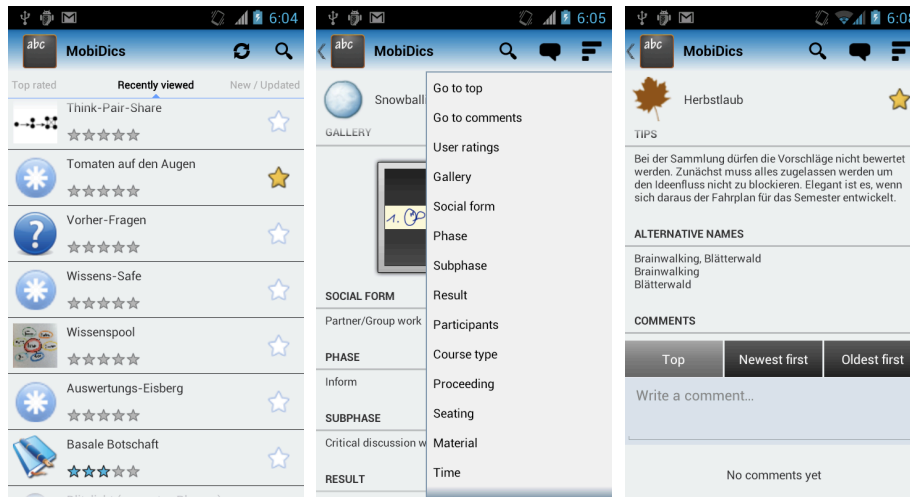 6:04
abc
MobiDics
Top rated
Recently viewed
New / Updated
Think-Pair-Share
Tomaten auf den Augen
Vorher-Fragen
Wissens-Safe
Wissenspool
Auswertungs-Eisberg
Basale Botschaft
6:05
abc
MobiDics
Snowball
GALLERY
1.
SOCIAL FORM
Partner/Group work
PHASE
Inform
SUBPHASE
Critical discussion w
RESULT
Go to top
Go to comments
User ratings
Gallery
Social form
Phase
Subphase
Result
Participants
Course type
Proceeding
Seating
Material
Time
6:08
abc
MobiDics
Herbstlaub
TIPS
Bei der Sammlung dürfen die Vorschläge nicht bewertet
werden. Zunächst muss alles zugelassen werden um
den Ideenfluss nicht zu blockieren. Elegant ist es, wenn
sich daraus der Fahrplan für das Semester entwickelt.
ALTERNATIVE NAMES
Brainwalking, Blätterwald
Brainwalking
Blätterwald
COMMENTS
Top
Newest first
Oldest first
Write a comment...
No comments yet